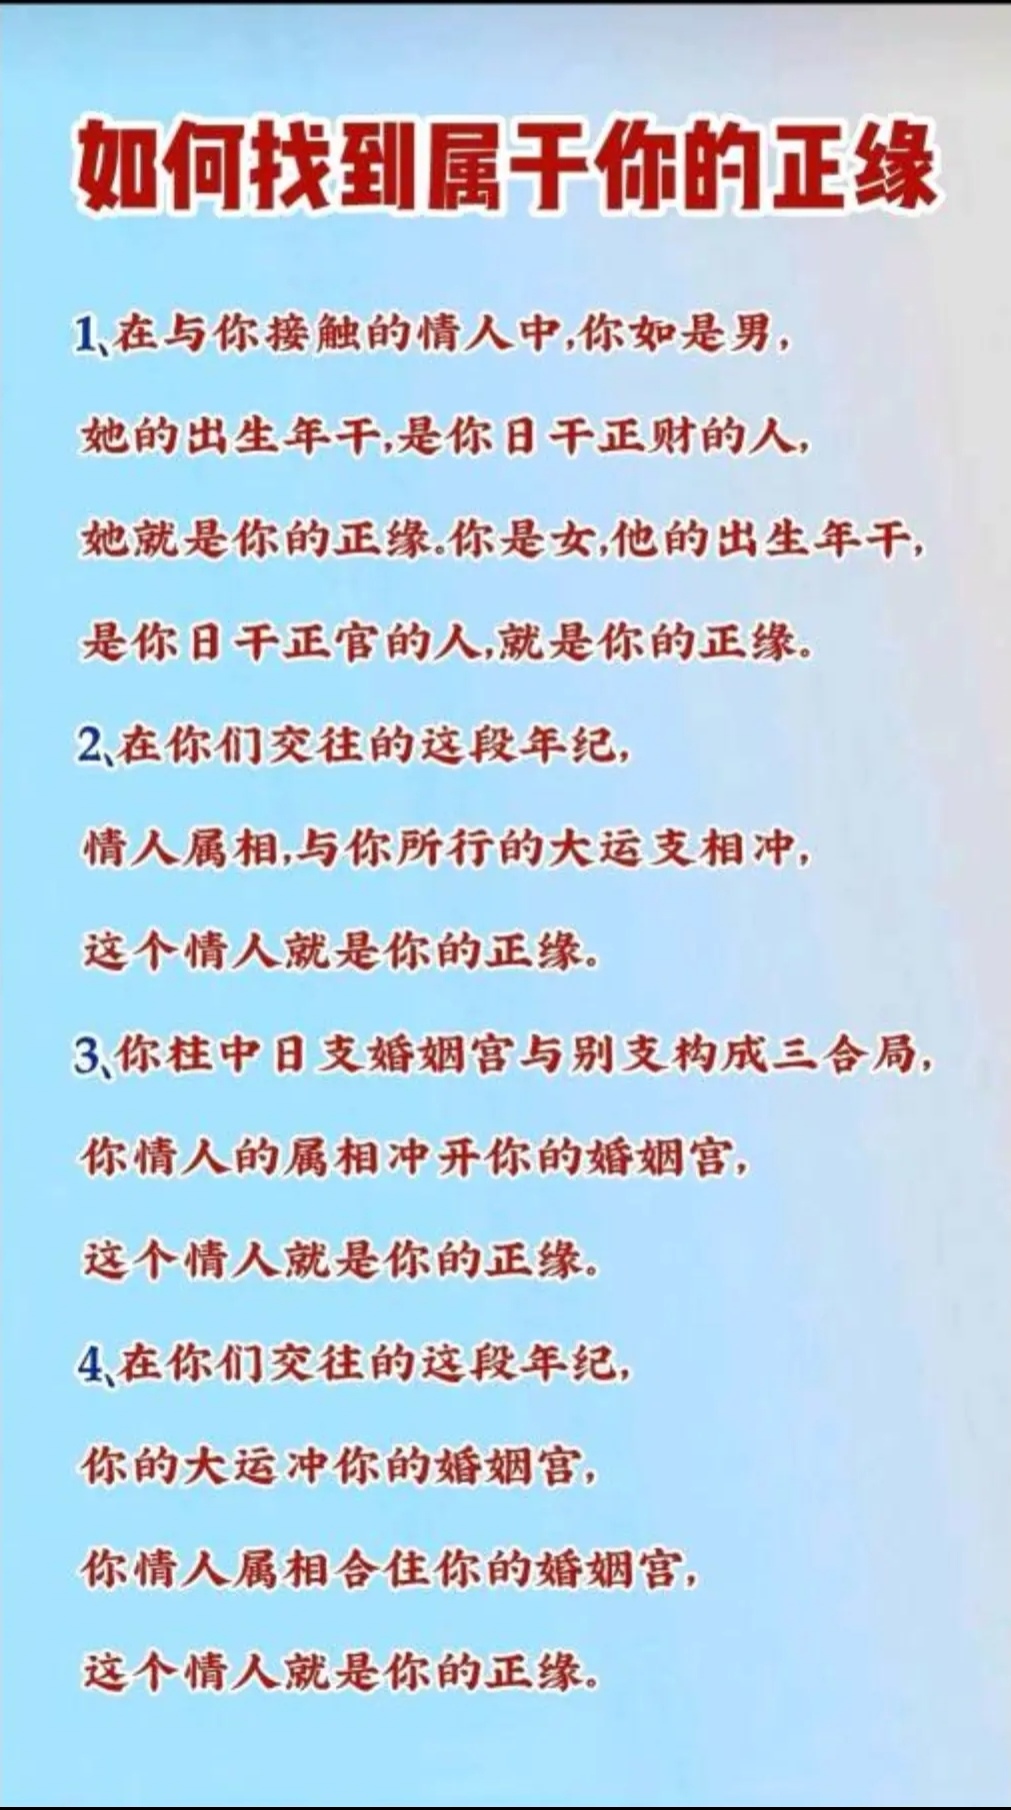 如何找到属于你的正缘
1、在与你接触的情人中,你如是男,
她的出生年干,是你日干正财的人,
她就是你的正缘。你是女,他的出生年干,
是你日干正官的人,就是你的正缘。
2、在你们交往的这段年纪,
情人属相,与你所行的大运支相冲,
这个情人就是你的正缘。
3、你柱中日支婚姻宫与别支构成三合局,
你情人的属相冲开你的婚姻宫,
这个情人就是你的正缘。
4、在你们交往的这段年纪,
你的大运冲你的婚姻宫,
你情人属相合住你的婚姻宫,
这个情人就是你的正缘。